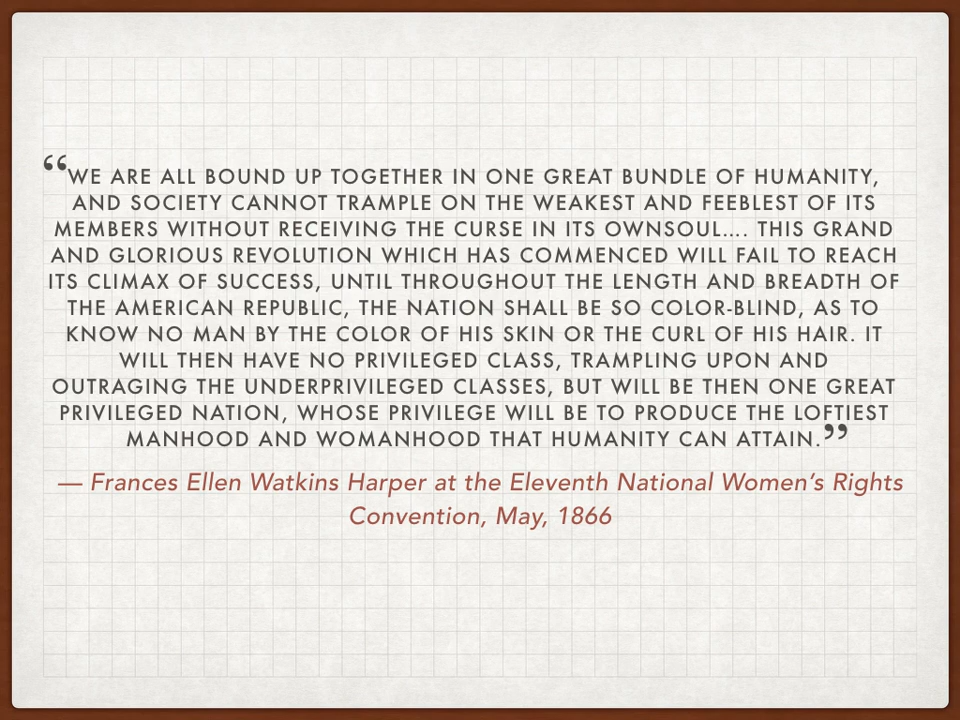 “WE ARE ALL BOUND UP TOGETHER IN ONE GREAT BUNDLE OF HUMANITY,
AND SOCIETY CANNOT TRAMPLE ON THE WEAKEST AND FEEBLEST OF ITS
MEMBERS WITHOUT RECEIVING THE CURSE IN ITS OWNSOUL…. THIS GRAND
AND GLORIOUS REVOLUTION WHICH HAS COMMENCED WILL FAIL TO REACH
ITS CLIMAX OF SUCCESS, UNTIL THROUGHOUT THE LENGTH AND BREADTH OF
THE AMERICAN REPUBLIC, THE NATION SHALL BE SO COLOR-BLIND, AS TO
KNOW NO MAN BY THE COLOR OF HIS SKIN OR THE CURL OF HIS HAIR. IT
WILL THEN HAVE NO PRIVILEGED CLASS, TRAMPLING UPON AND
OUTRAGING THE UNDERPRIVILEGED CLASSES, BUT WILL BE THEN ONE GREAT
PRIVILEGED NATION, WHOSE PRIVILEGE WILL BE TO PRODUCE THE LOFTIEST
MANHOOD AND WOMANHOOD THAT HUMANITY CAN ATTAIN.”
— Frances Ellen Watkins Harper at the Eleventh National Women’s Rights
Convention, May, 1866